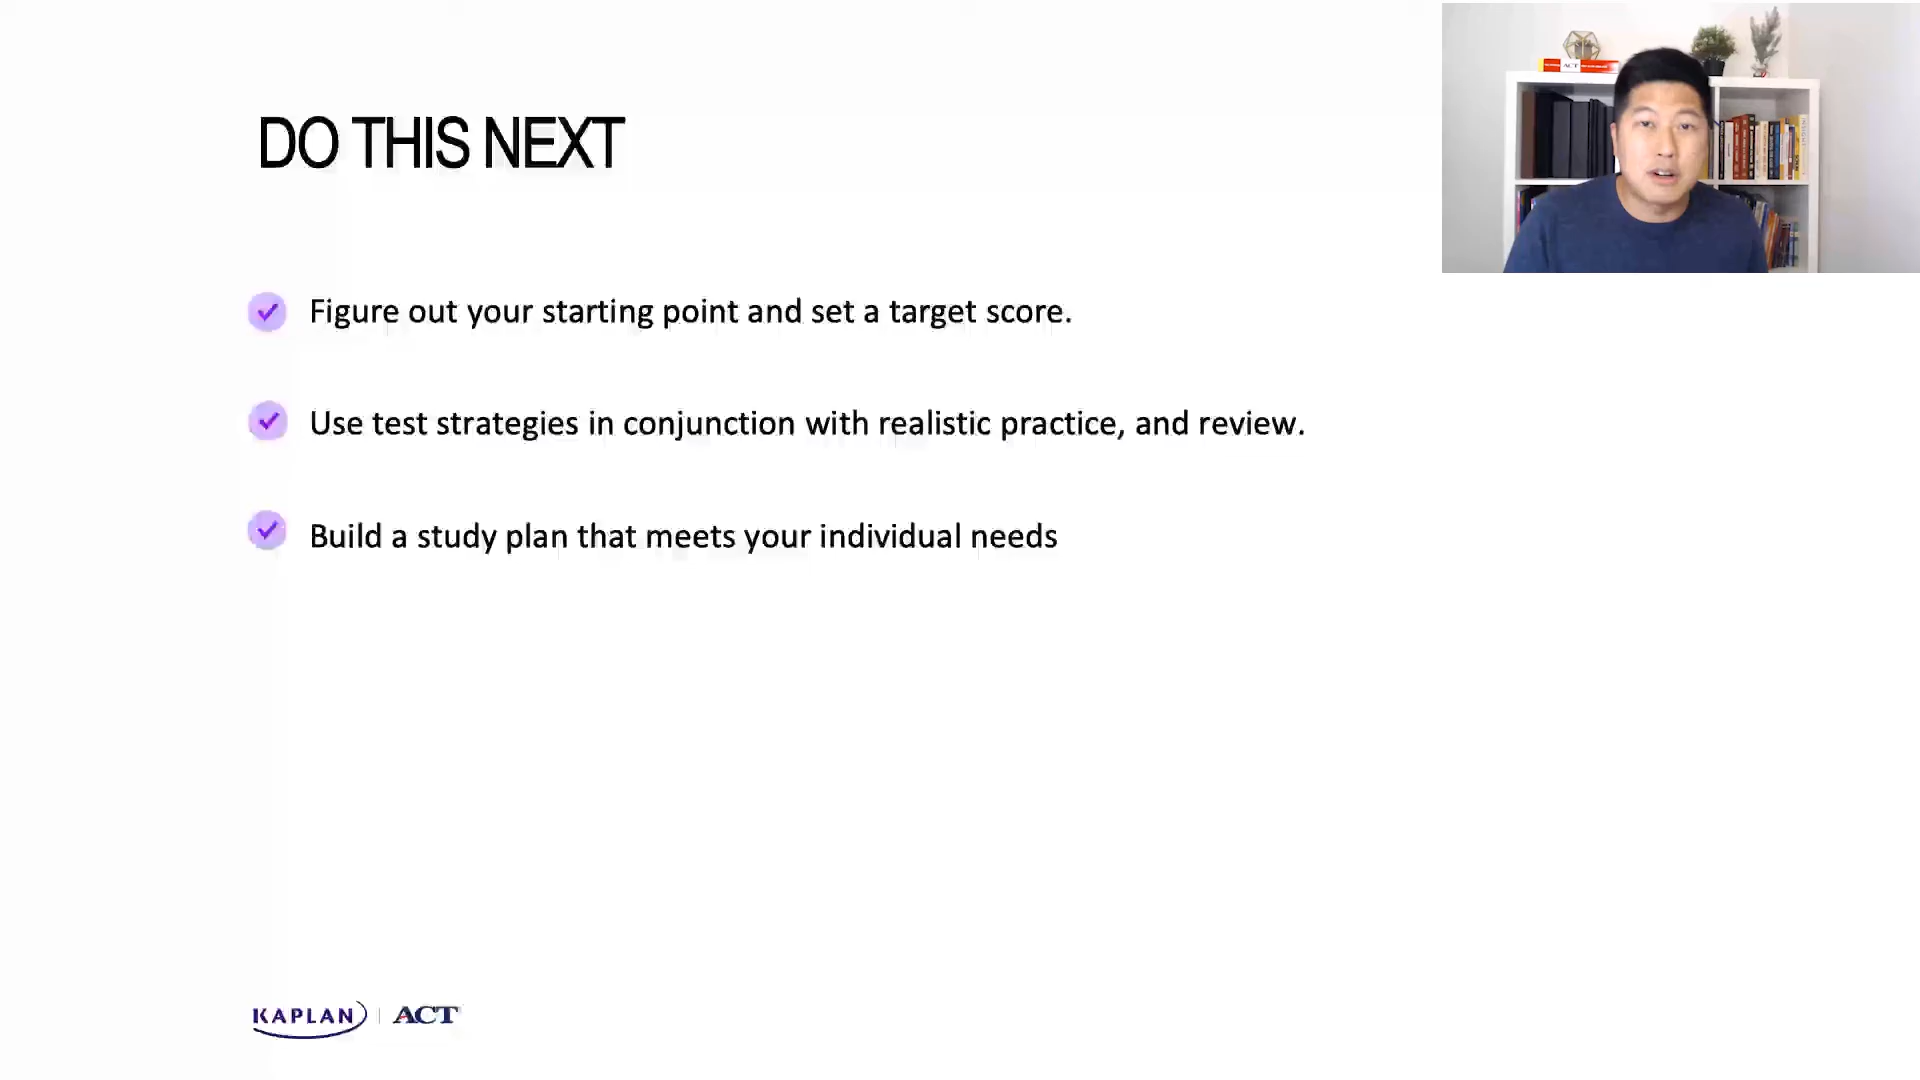 DO THIS NEXT
Figure out your starting point and set a target score.
Use test strategies in conjunction with realistic practice, and review.
Build a study plan that meets your individual needs
KAPLAN | ACT
ACT